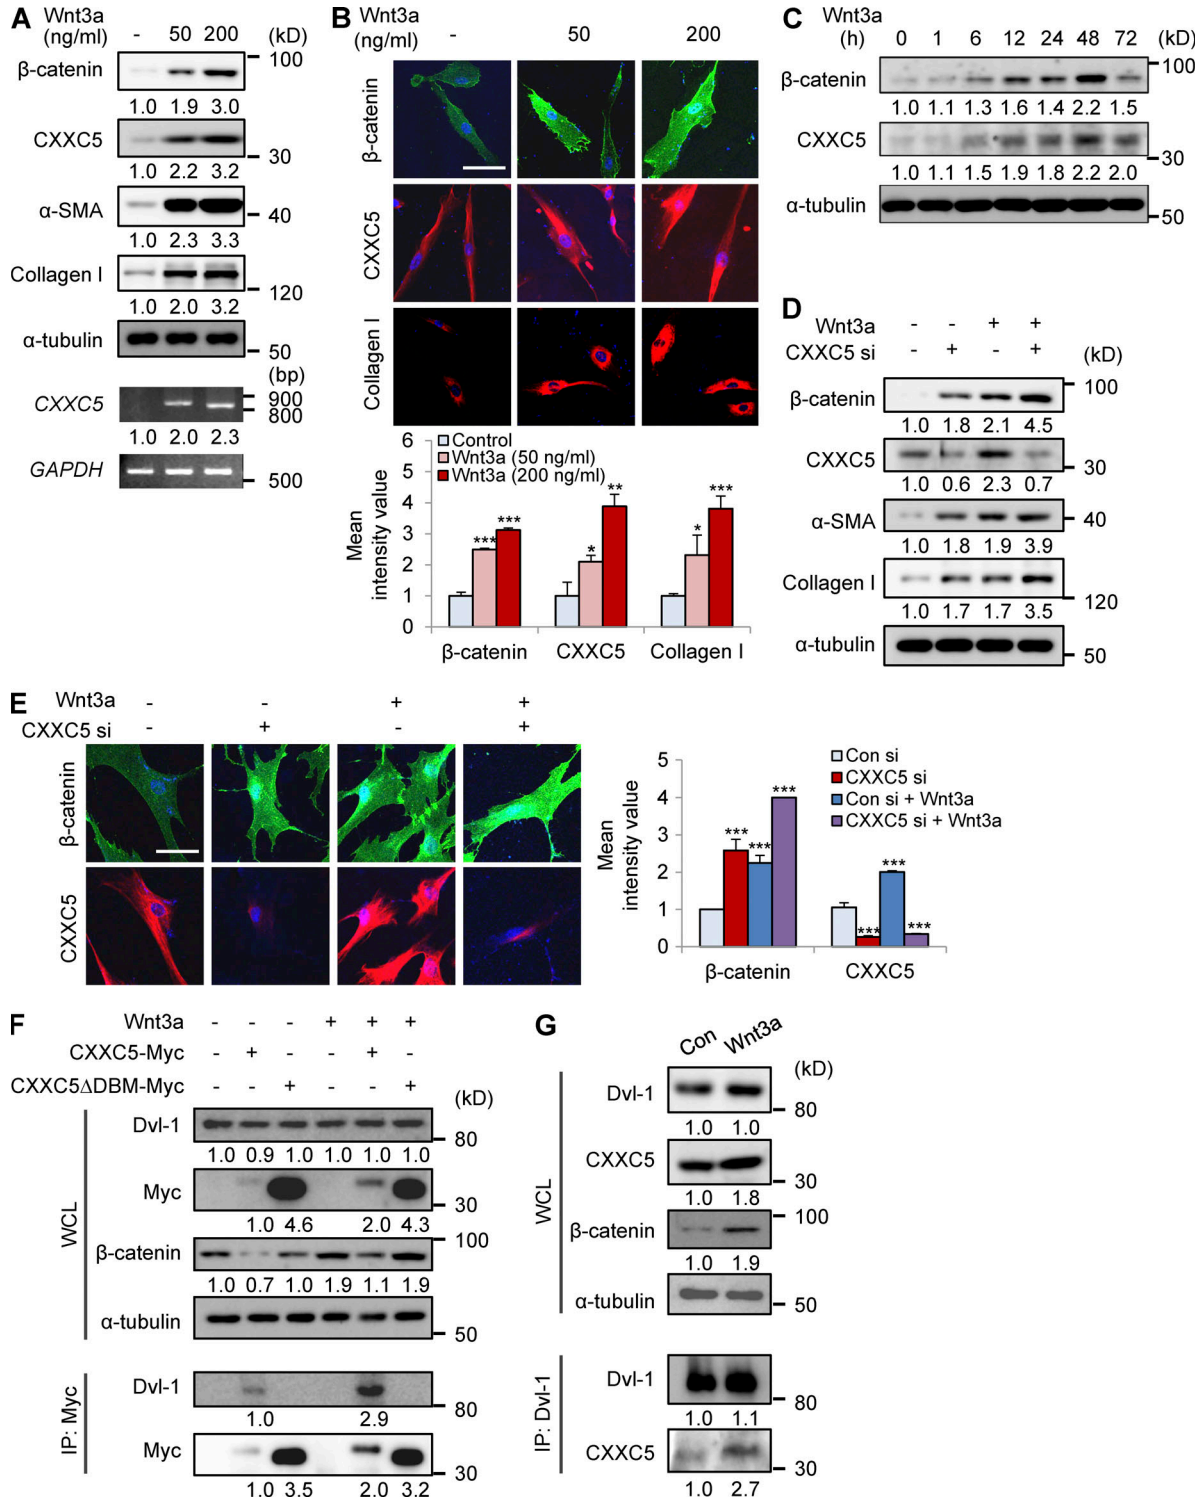 A
Wnt3a
(ng/ml) - 50 200 (kD)
β-catenin 100
1.0 1.9 3.0
CXXC5 30
1.0 2.2 3.2
α-SMA 40
1.0 2.3 3.3
Collagen I 120
1.0 2.0 3.2
α-tubulin 50
(bp)
CXXC5 900
800
1.0 2.0 2.3
GAPDH 500
B
Wnt3a
(ng/ml) - 50 200
β-catenin
CXXC5
Collagen I
Control
Wnt3a (50 ng/ml)
Wnt3a (200 ng/ml)
Mean
intensity value
6
5
4
3
2
1
0
*** *** * ** * ***
β-catenin CXXC5 Collagen I
C
Wnt3a
(h) 0 1 6 12 24 48 72 (kD)
β-catenin 100
1.0 1.1 1.3 1.6 1.4 2.2 1.5
CXXC5 30
1.0 1.1 1.5 1.9 1.8 2.2 2.0
α-tubulin 50
D
Wnt3a - - + +
CXXC5 si - + - + (kD)
β-catenin 100
1.0 1.8 2.1 4.5
CXXC5 30
1.0 0.6 2.3 0.7
α-SMA 40
1.0 1.8 1.9 3.9
Collagen I 120
1.0 1.7 1.7 3.5
α-tubulin 50
E
Wnt3a - - + +
CXXC5 si - + - +
β-catenin
CXXC5
Mean
intensity value
5
4
3
2
1
0
Con si
CXXC5 si
Con si + Wnt3a
CXXC5 si + Wnt3a
*** *** *** *** *** ***
β-catenin CXXC5
F
Wnt3a - - - + + +
CXXC5-Myc - + - - + -
CXXC5ΔDBM-Myc - - + - - + (kD)
WCL
Dvl-1 80
1.0 0.9 1.0 1.0 1.0 1.0
Myc 30
1.0 4.6 2.0 4.3
β-catenin 100
1.0 0.7 1.0 1.9 1.1 1.9
α-tubulin 50
IP: Myc
Dvl-1 80
1.0 2.9
Myc 30
1.0 3.5 2.0 3.2
G
Con Wnt3a
(kD)
WCL
Dvl-1 80
1.0 1.0
CXXC5 30
1.0 1.8
β-catenin 100
1.0 1.9
α-tubulin 50
IP: Dvl-1
Dvl-1 80
1.0 1.1
CXXC5 30
1.0 2.7